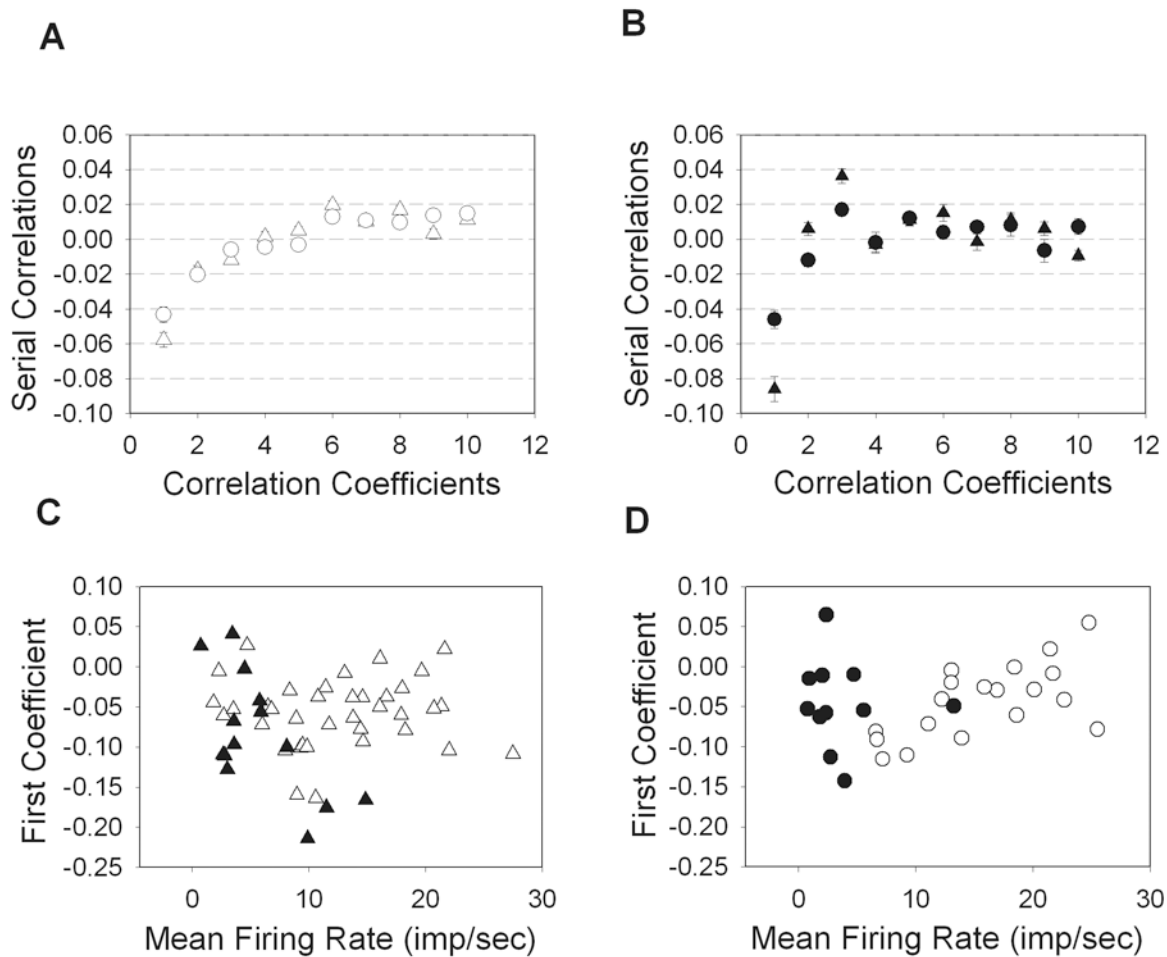 A
B
0.06
0.04
0.02
0.00
-0.02
-0.04
-0.06
-0.08
-0.10
Serial Correlations
0 2 4 6 8 10 12
Correlation Coefficients
0.06
0.04
0.02
0.00
-0.02
-0.04
-0.06
-0.08
-0.10
Serial Correlations
0 2 4 6 8 10 12
Correlation Coefficients
C
D
0.10
0.05
0.00
-0.05
-0.10
-0.15
-0.20
-0.25
First Coefficient
0 10 20 30
Mean Firing Rate (imp/sec)
0.10
0.05
0.00
-0.05
-0.10
-0.15
-0.20
-0.25
First Coefficient
0 10 20 30
Mean Firing Rate (imp/sec)